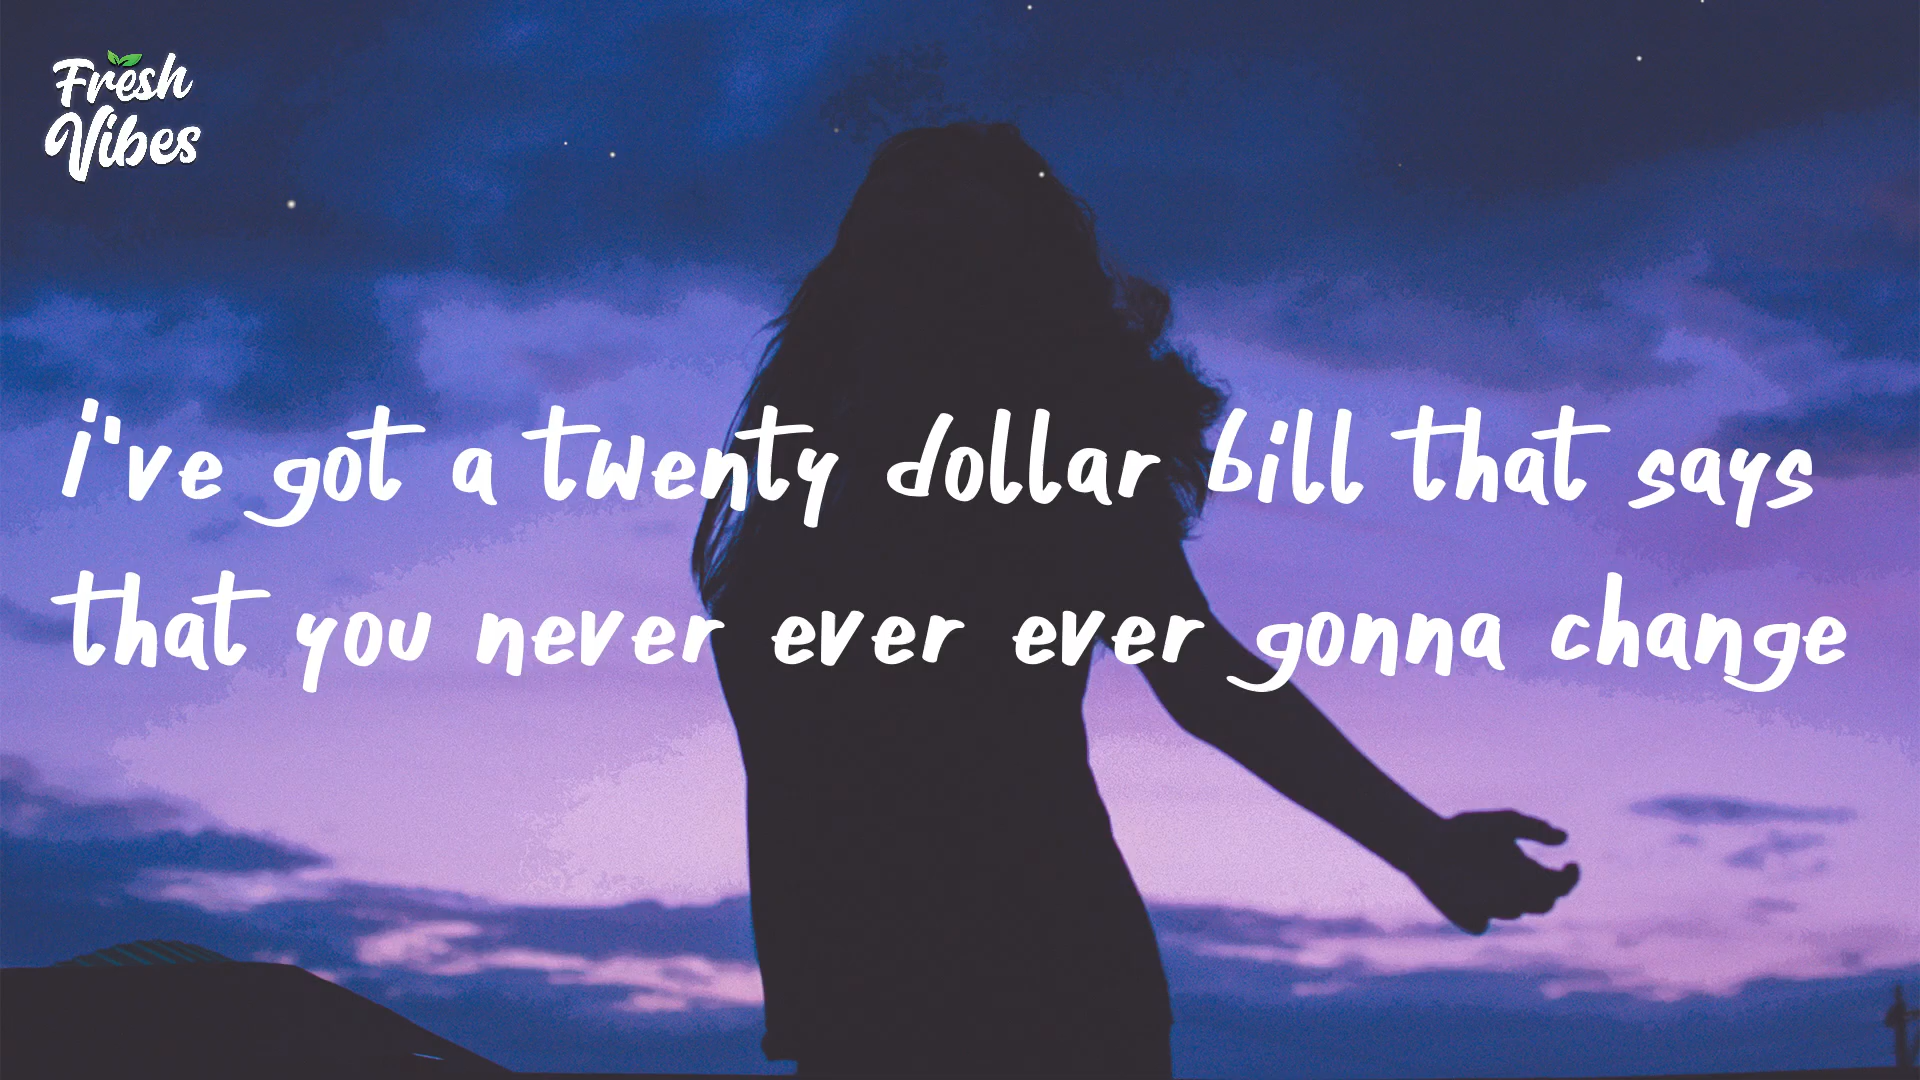 Fresh
Vibes
i've got a twenty dollar bill that says
that you never ever ever gonna change